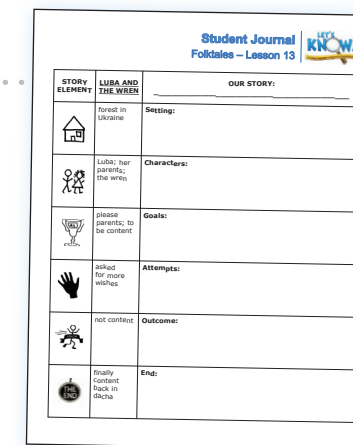 Student Journal
Folktales – Lesson 13
LET'S
KNOW!
STORY
ELEMENT
LUBA AND
THE WREN
OUR STORY:
forest in
Ukraine
Setting:
Luba; her
parents;
the wren
Characters:
please
parents; to
be content
Goals:
asked
for more
wishes
Attempts:
not content
Outcome:
THE
END
finally
content
back in
dacha
End: